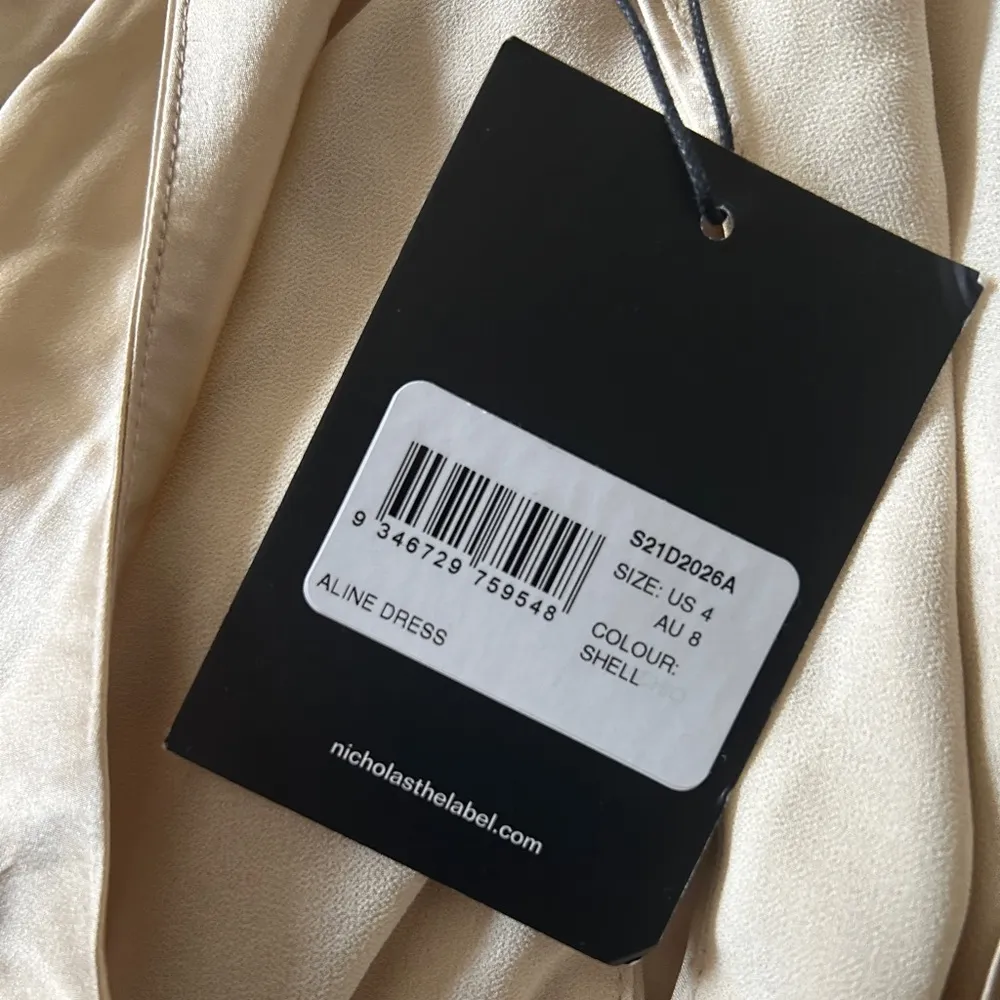 9 346729 759548
ALINE DRESS
S21D2026A
SIZE: US 4
AU 8
COLOUR:
SHELL
nicholasthelabel.com